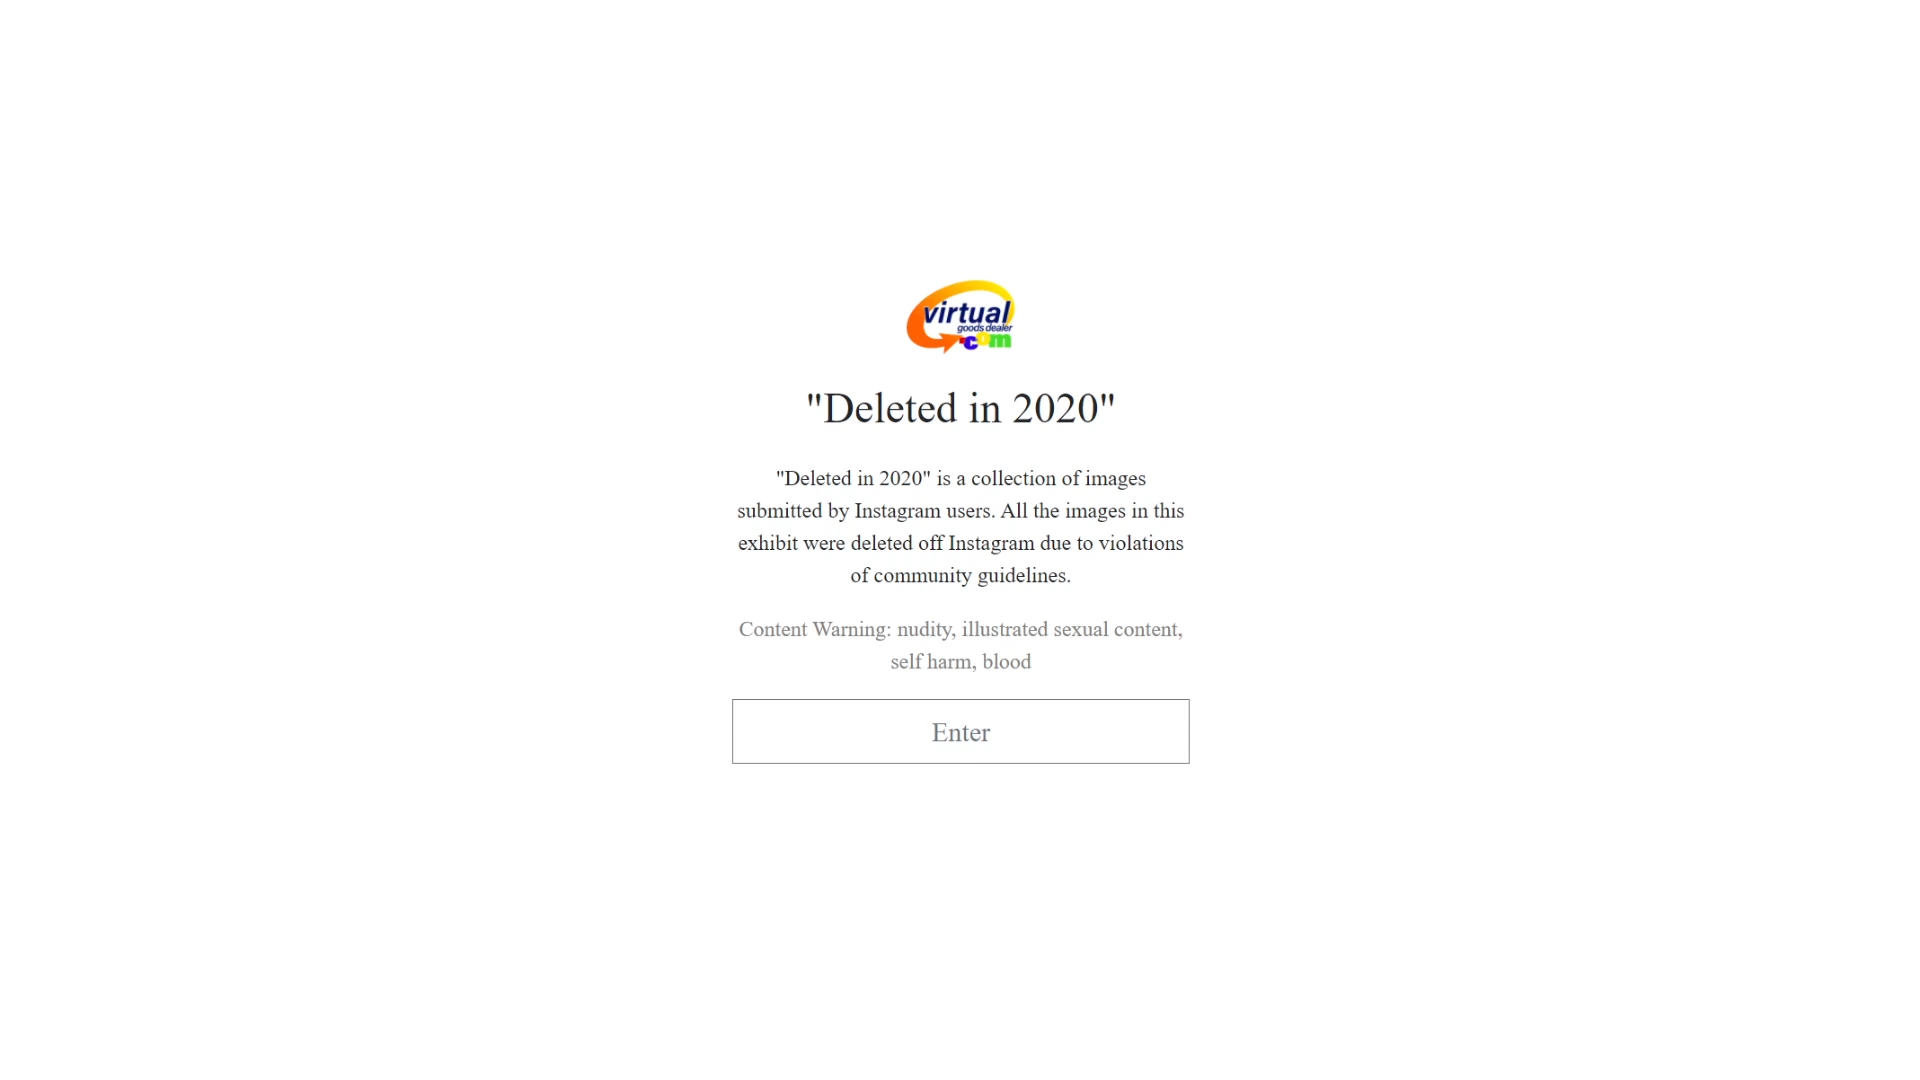 virtual
goods dealer
.com
"Deleted in 2020"
"Deleted in 2020" is a collection of images
submitted by Instagram users. All the images in this
exhibit were deleted off Instagram due to violations
of community guidelines.
Content Warning: nudity, illustrated sexual content,
self harm, blood
Enter